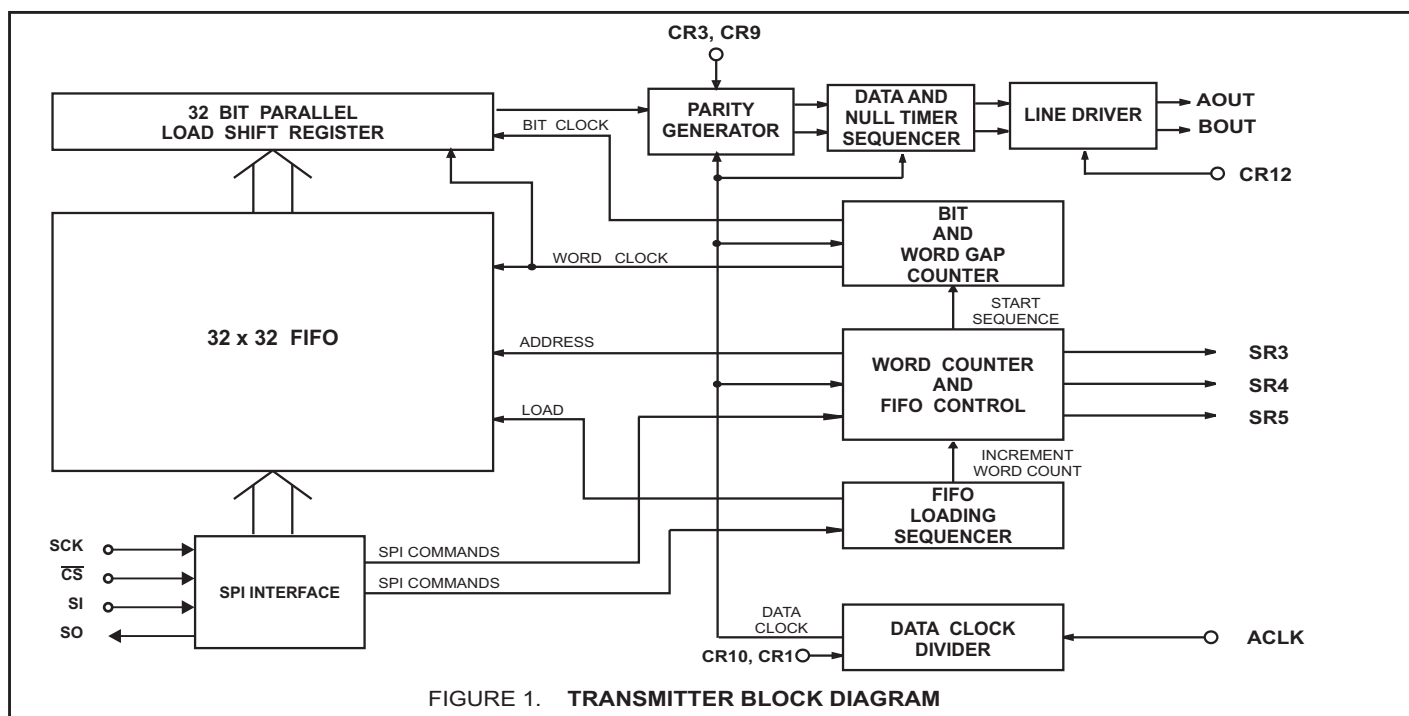 CR3, CR9
32 BIT PARALLEL
LOAD SHIFT REGISTER
BIT CLOCK
PARITY
GENERATOR
DATA AND
NULL TIMER
SEQUENCER
LINE DRIVER
AOUT
BOUT
CR12
BIT
AND
WORD GAP
COUNTER
WORD CLOCK
START
SEQUENCE
32 x 32 FIFO
ADDRESS
WORD COUNTER
AND
FIFO CONTROL
SR3
SR4
SR5
LOAD
INCREMENT
WORD COUNT
FIFO
LOADING
SEQUENCER
SCK
CS
SI
SO
SPI INTERFACE
SPI COMMANDS
SPI COMMANDS
DATA
CLOCK
CR10, CR1
DATA CLOCK
DIVIDER
ACLK
FIGURE 1. TRANSMITTER BLOCK DIAGRAM